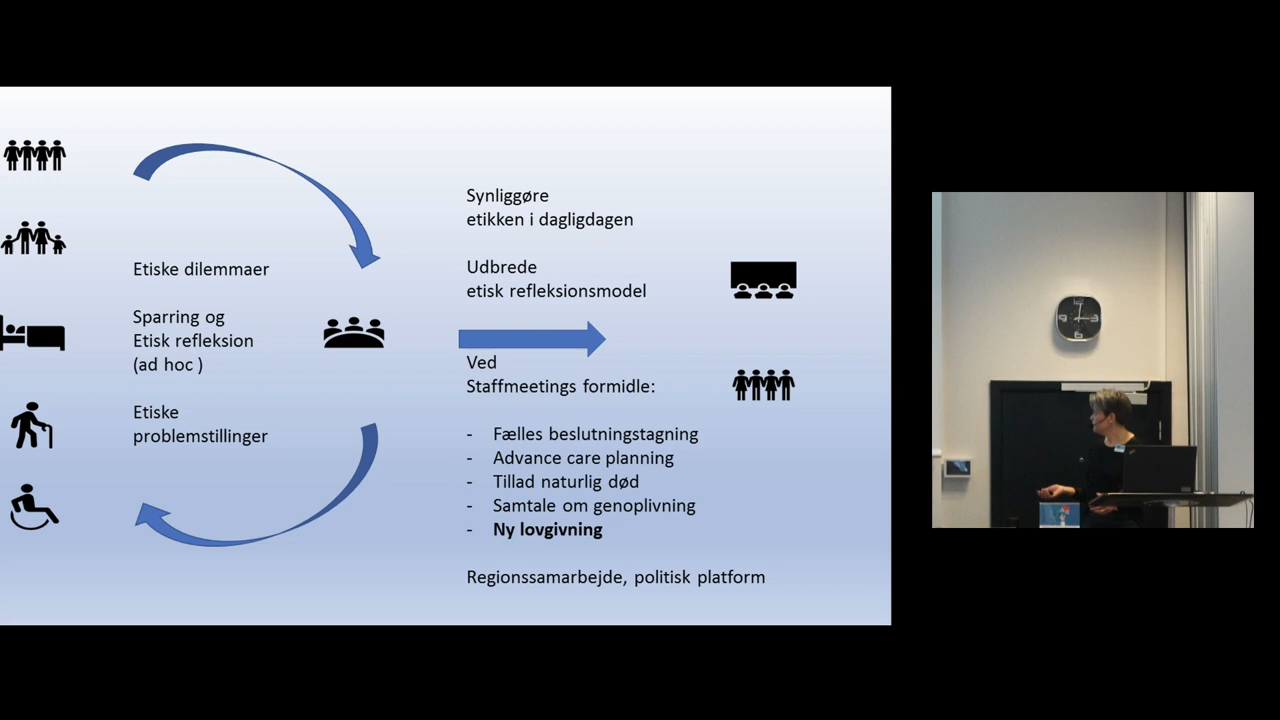 Etiske dilemmaer
Sparring og
Etisk refleksion
(ad hoc )
Etiske
problemstillinger
Synliggøre
etikken i dagligdagen
Udbrede
etisk refleksionsmodel
Ved
Staffmeetings formidle:
- Fælles beslutningstagning
- Advance care planning
- Tillad naturlig død
- Samtale om genoplivning
- Ny lovgivning
Regionssamarbejde, politisk platform